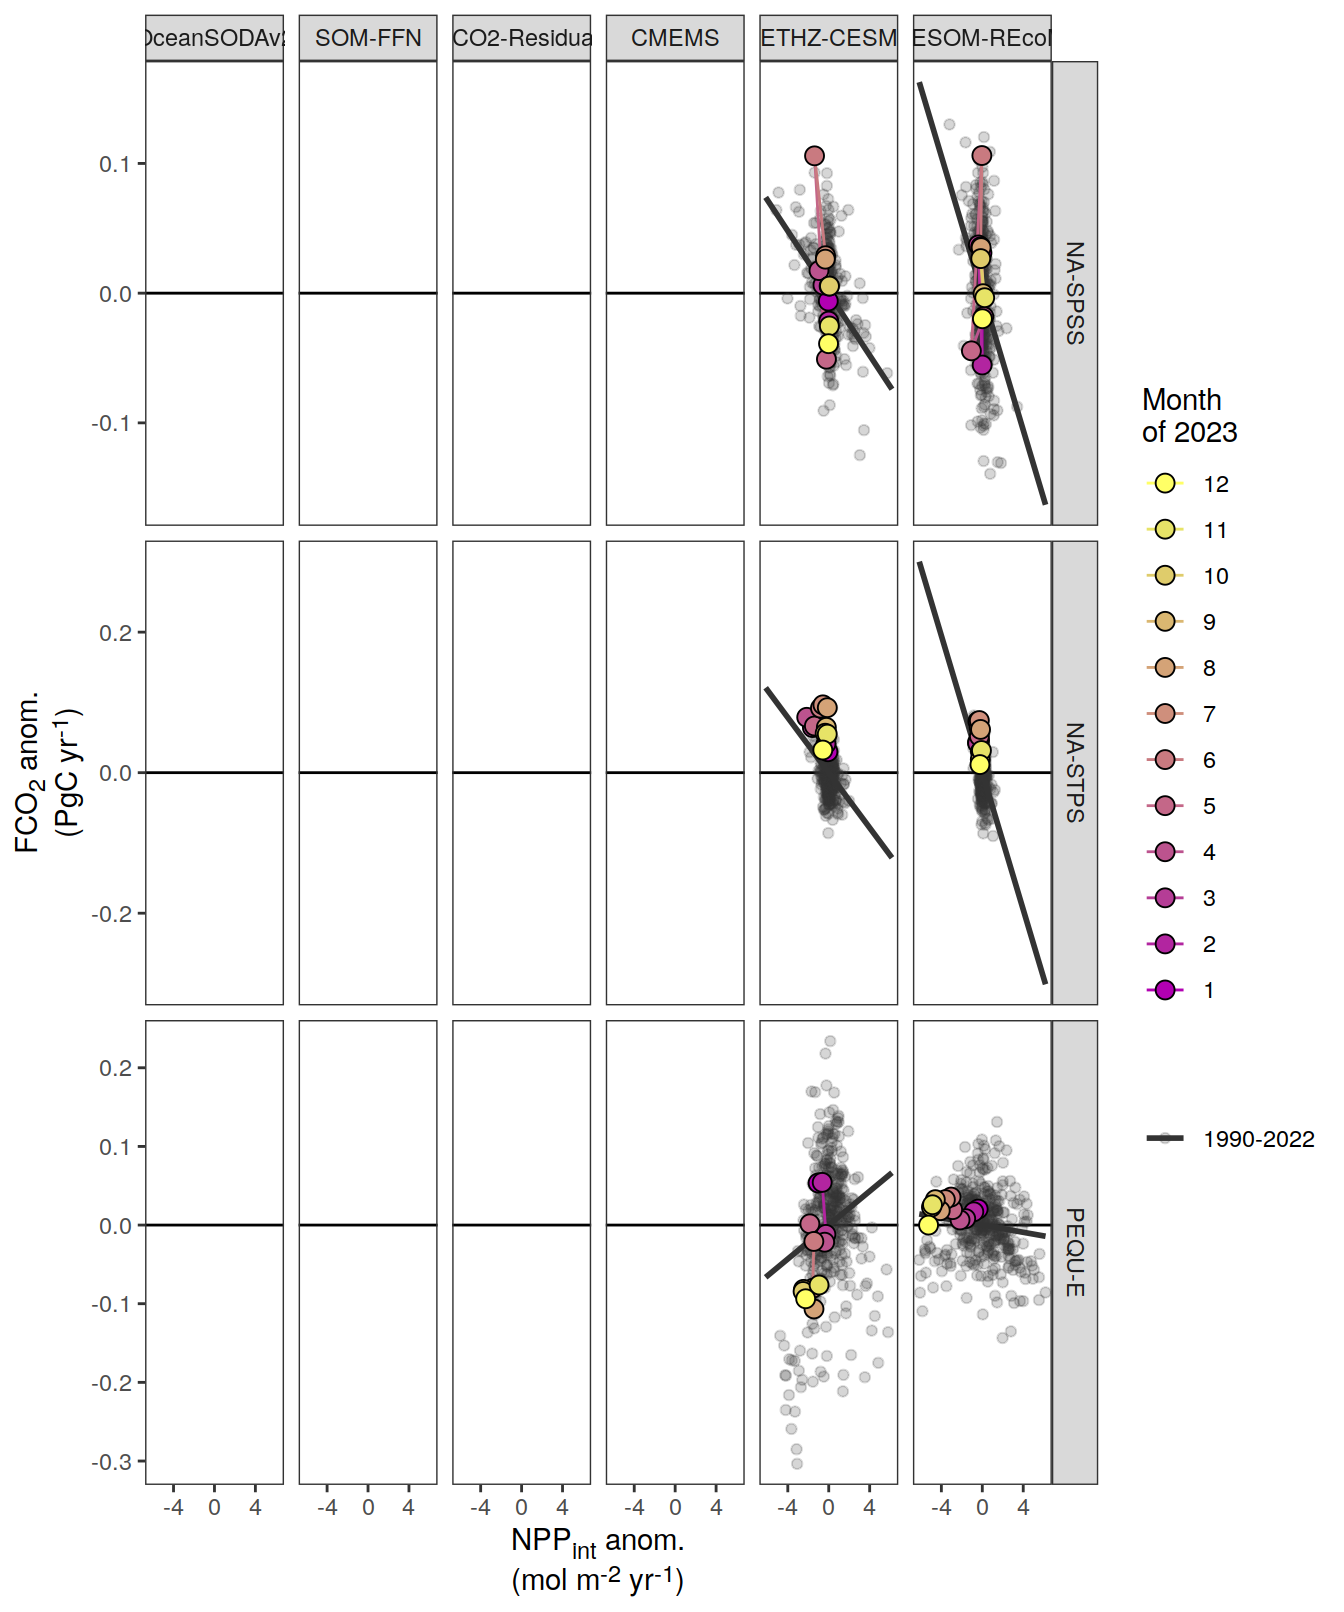 OceanSODAv2 SOM-FFN CO2-Residual CMEMS ETHZ-CESM ESOM-REcoM
0.1
0.0
-0.1
NA-SPSS
0.2
0.0
-0.2
NA-STPS
0.2
0.1
0.0
-0.1
-0.2
-0.3
PEQU-E
-4 0 4 -4 0 4 -4 0 4 -4 0 4 -4 0 4 -4 0 4
NPPint anom.
(mol m-2 yr-1)
FCO2 anom.
(PgC yr-1)
Month
of 2023
12
11
10
9
8
7
6
5
4
3
2
1
1990-2022